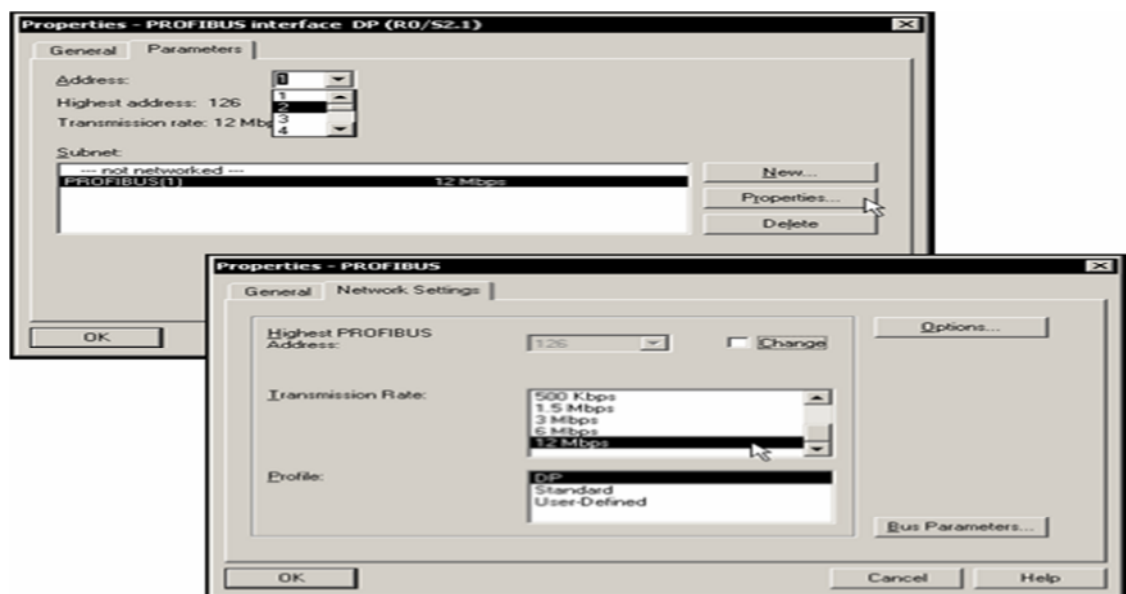 Properties - PROFIBUS interface DP (R0/S2.1)
General Parameters
Address: 1
1
Highest address: 126
2
3
Transmission rate: 12 Mbp
4
Subnet:
--- not networked ---
New...
PROFIBUS(1) 12 Mbps
Properties...
Delete
OK
Properties - PROFIBUS
General Network Settings
Highest PROFIBUS
Address: 126 Change
Options...
Transmission Rate:
500 Kbps
1.5 Mbps
3 Mbps
6 Mbps
12 Mbps
Profile:
DP
Standard
User-Defined
Bus Parameters...
OK Cancel Help